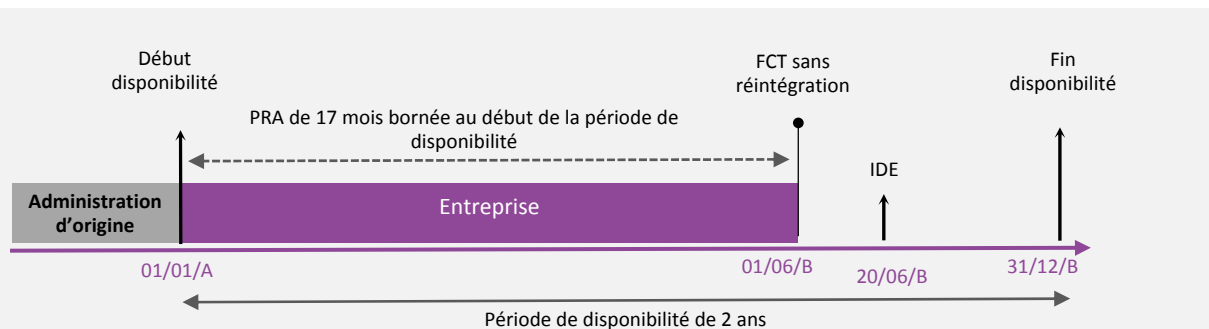 Début
disponibilité
FCT sans
réintégration
Fin
disponibilité
PRA de 17 mois bornée au début de la période de
disponibilité
IDE
Administration
d'origine
Entreprise
01/01/A
01/06/B
20/06/B
31/12/B
Période de disponibilité de 2 ans